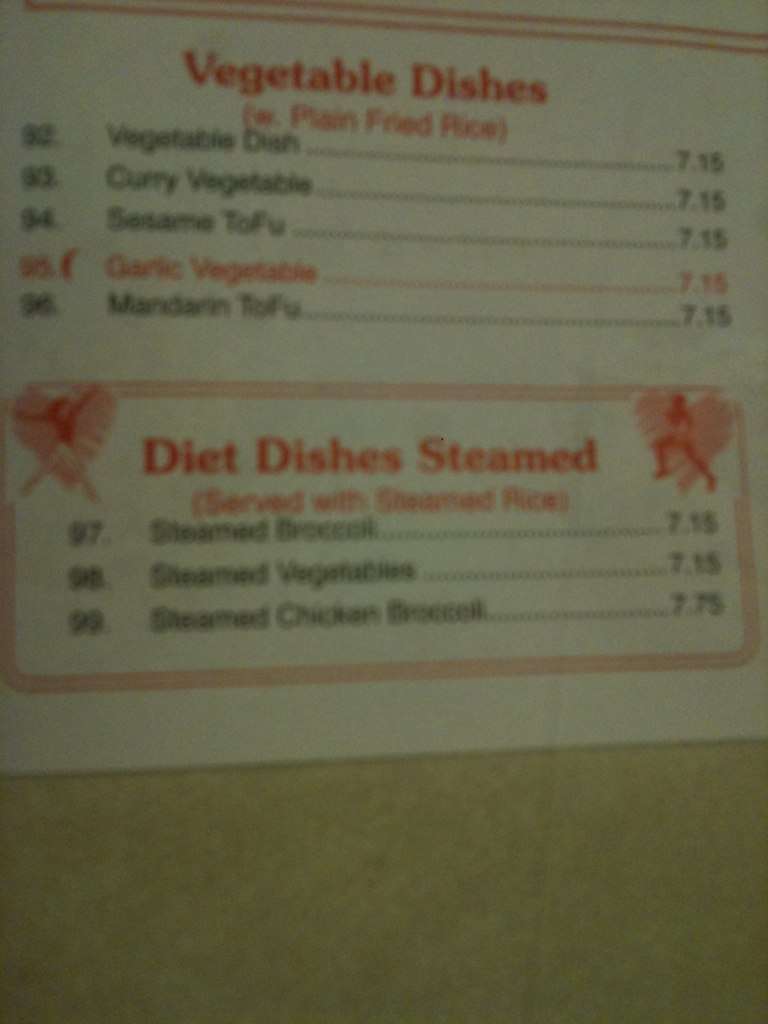 Vegetable Dishes
(w. Plain Fried Rice)
92. Vegetable Dish ........ 7.15
93. Curry Vegetable ........ 7.15
94. Sesame ToFu ........ 7.15
95. Garlic Vegetable ........ 7.15
96. Mandarin ToFu ........ 7.15
Diet Dishes Steamed
(Served with Steamed Rice)
97. Steamed Broccoli ........ 7.15
98. Steamed Vegetables ........ 7.15
99. Steamed Chicken Broccoli ........ 7.75